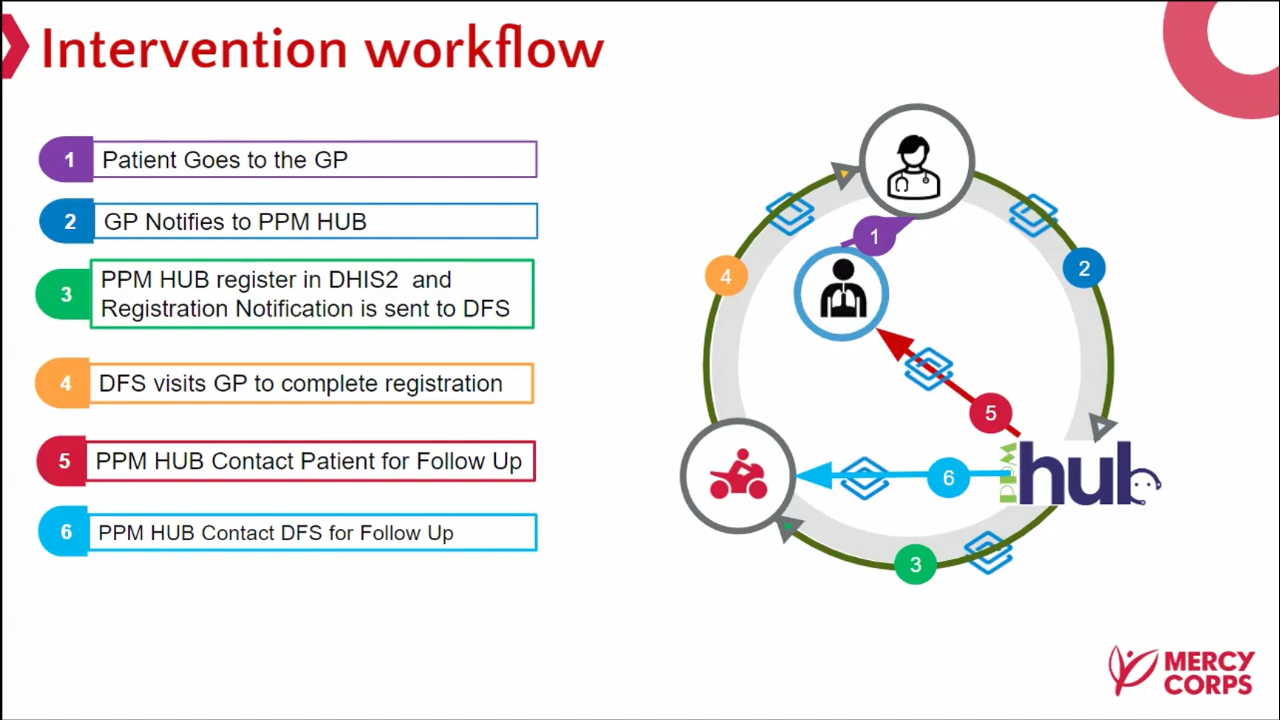 Intervention workflow
1 Patient Goes to the GP
2 GP Notifies to PPM HUB
3 PPM HUB register in DHIS2 and
Registration Notification is sent to DFS
4 DFS visits GP to complete registration
5 PPM HUB Contact Patient for Follow Up
6 PPM HUB Contact DFS for Follow Up
1
2
4
5
6
3
PPM hub
MERCY
CORPS